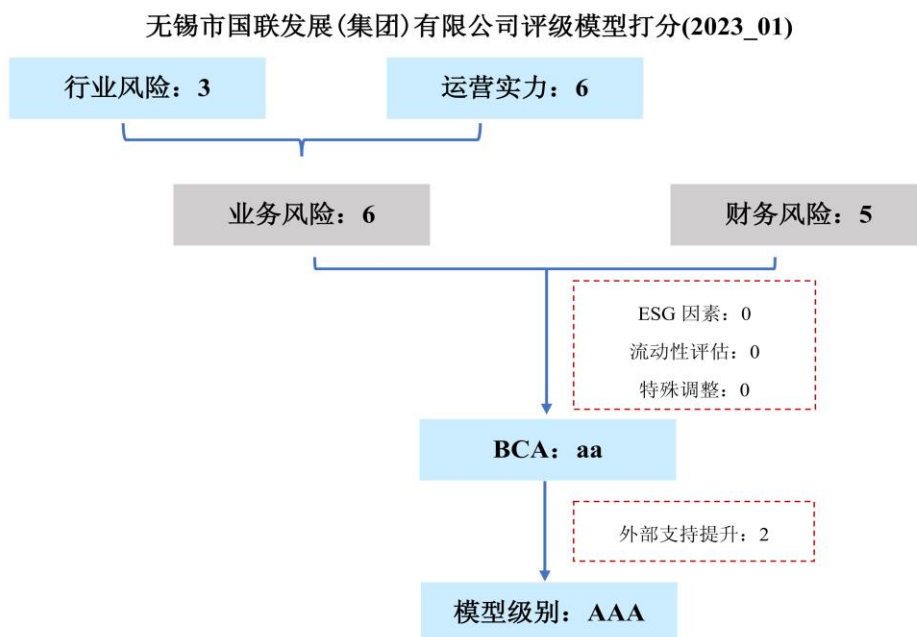 无锡市国联发展(集团)有限公司评级模型打分(2023_01)
行业风险：3
运营实力：6
业务风险：6
财务风险：5
ESG 因素：0
流动性评估：0
特殊调整：0
BCA：aa
外部支持提升：2
模型级别：AAA